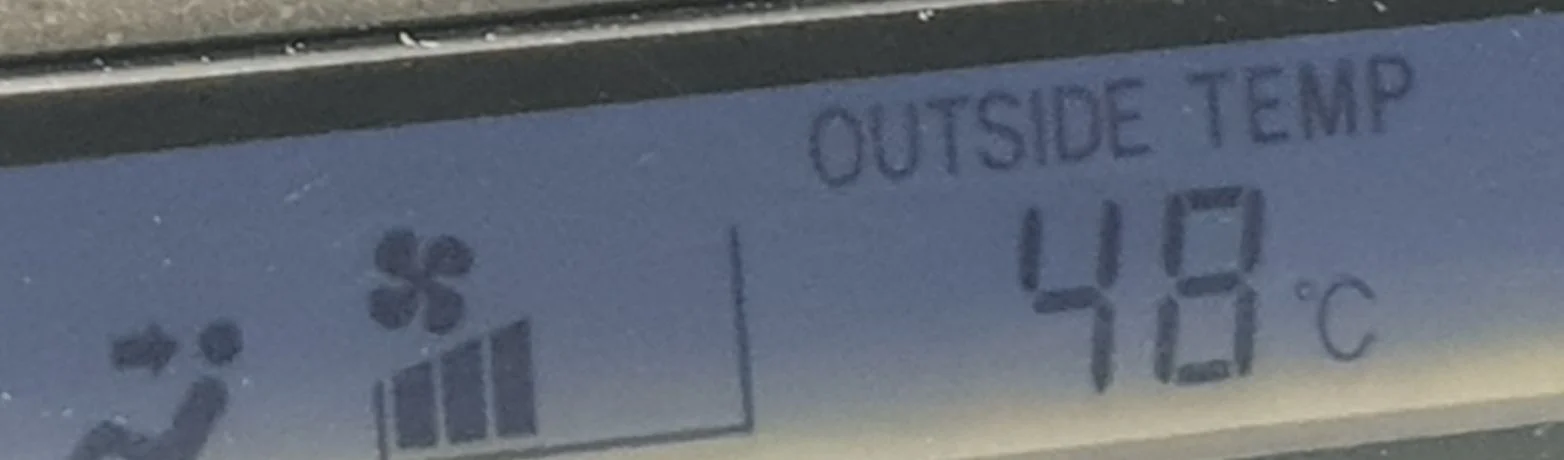 OUTSIDE TEMP
48 °C